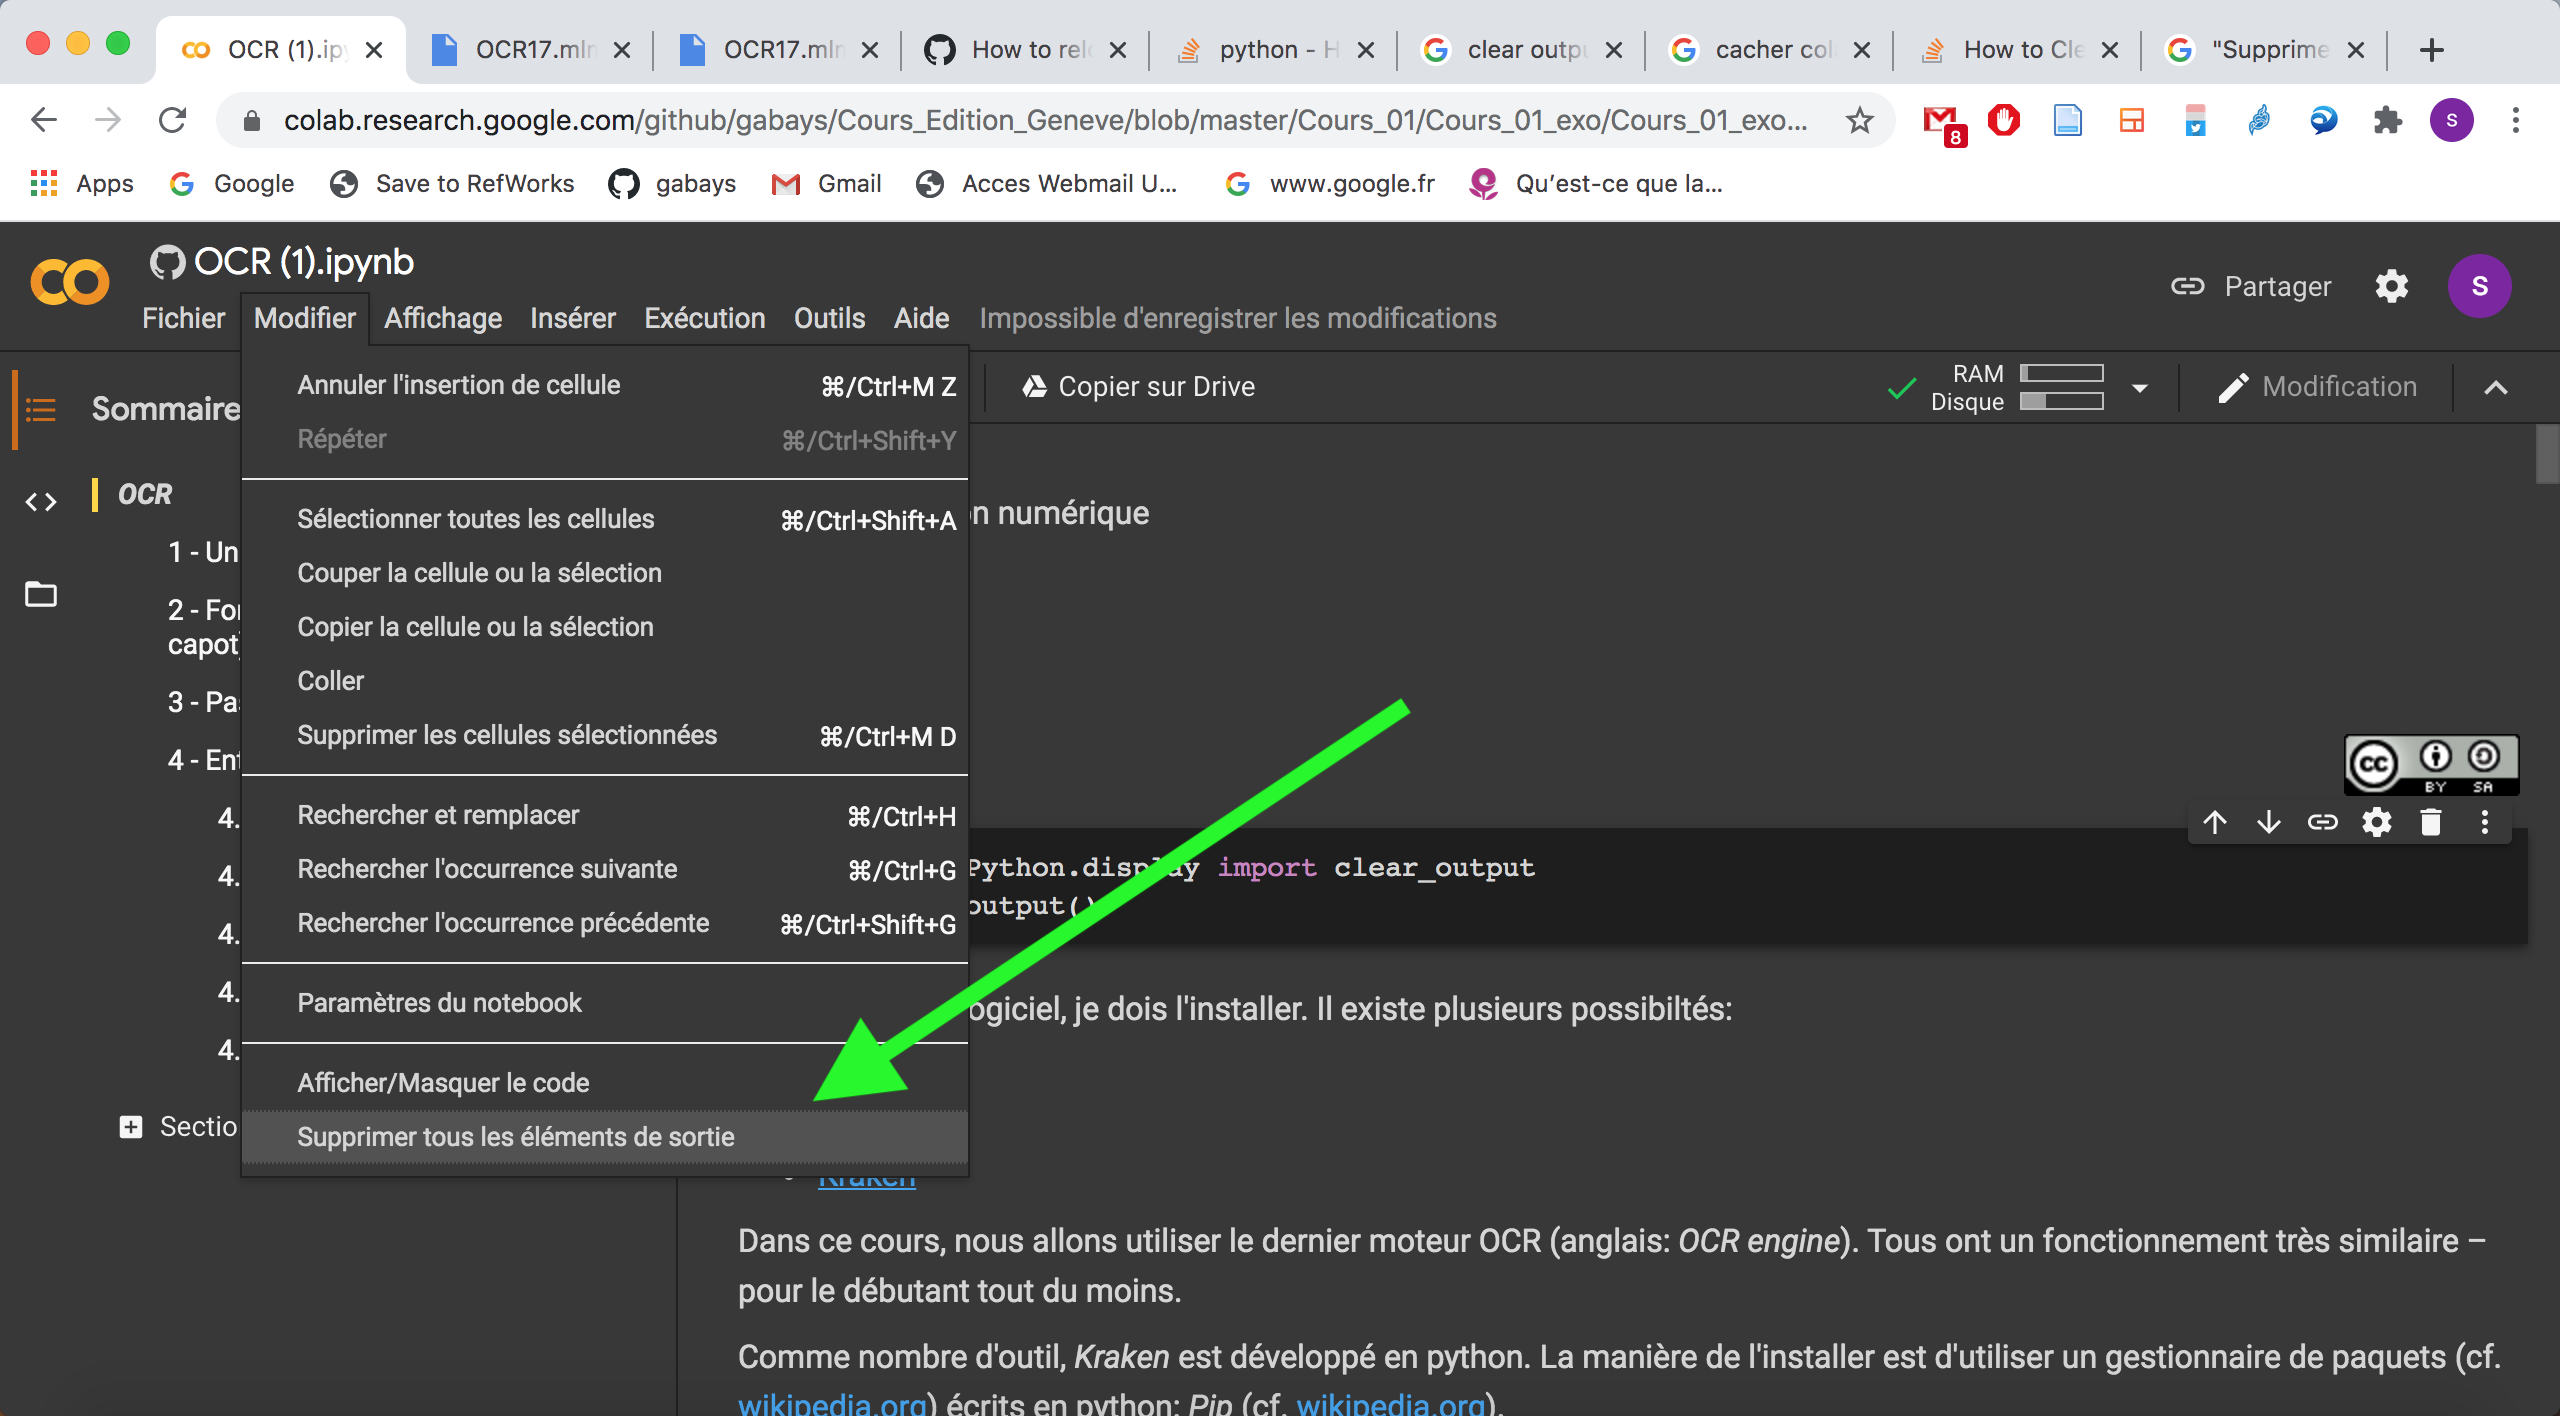 OCR (1).ipy
OCR17.mln
OCR17.mln
How to relo
python - H
clear outpu
cacher col
How to Cle
"Supprime
colab.research.google.com/github/gabays/Cours_Edition_Geneve/blob/master/Cours_01/Cours_01_exo/Cours_01_exo...
8
S
Apps
Google
Save to RefWorks
gabays
Gmail
Acces Webmail U...
www.google.fr
Qu'est-ce que la...
OCR (1).ipynb
Partager
S
Fichier Modifier Affichage Insérer Exécution Outils Aide Impossible d'enregistrer les modifications
Copier sur Drive
RAM
Disque
Modification
Sommaire
OCR
1 - Un
2 - For
capot
3 - Pas
4 - Ent
4.
4.
4.
4.
4.
Sectio
Annuler l'insertion de cellule ⌘/Ctrl+M Z
Répéter ⌘/Ctrl+Shift+Y
Sélectionner toutes les cellules ⌘/Ctrl+Shift+A
Couper la cellule ou la sélection
Copier la cellule ou la sélection
Coller
Supprimer les cellules sélectionnées ⌘/Ctrl+M D
Rechercher et remplacer ⌘/Ctrl+H
Rechercher l'occurrence suivante ⌘/Ctrl+G
Rechercher l'occurrence précédente ⌘/Ctrl+Shift+G
Paramètres du notebook
Afficher/Masquer le code
Supprimer tous les éléments de sortie
n numérique
cc BY SA
Python.display import clear_output
output()
ogiciel, je dois l'installer. Il existe plusieurs possibiltés:
Kraken
Dans ce cours, nous allons utiliser le dernier moteur OCR (anglais: OCR engine). Tous ont un fonctionnement très similaire –
pour le débutant tout du moins.
Comme nombre d'outil, Kraken est développé en python. La manière de l'installer est d'utiliser un gestionnaire de paquets (cf.
wikipedia.org) écrits en python: Pip (cf. wikipedia.org).